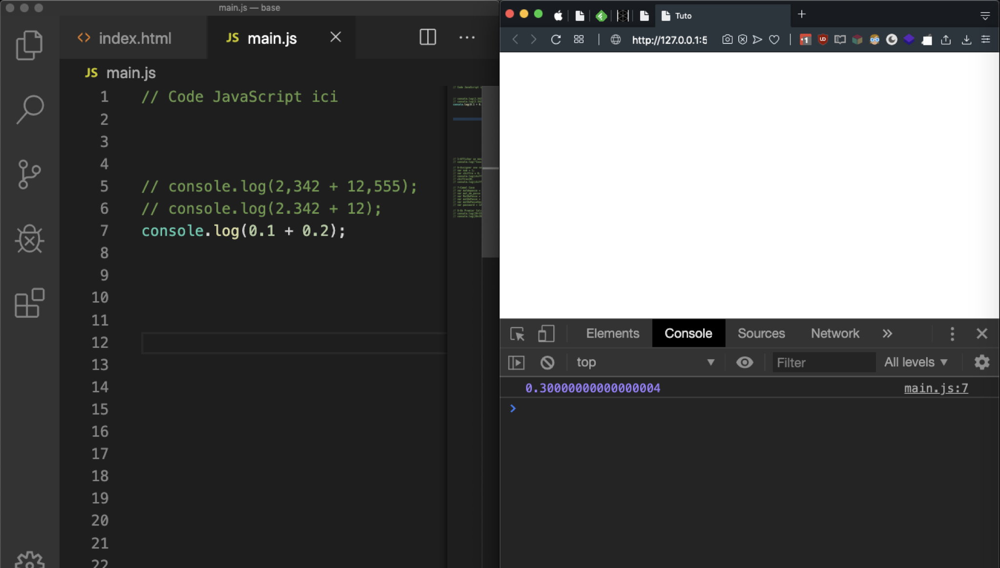 main.js — base
index.html
JS main.js
JS main.js
1 // Code JavaScript ici
2
3
4
5 // console.log(2,342 + 12,555);
6 // console.log(2.342 + 12);
7 console.log(0.1 + 0.2);
8
9
10
11
12
13
14
15
16
17
18
19
20
21
22
Tuto
http://127.0.0.1:5
Elements Console Sources Network
top Filter All levels
0.30000000000000004 main.js:7